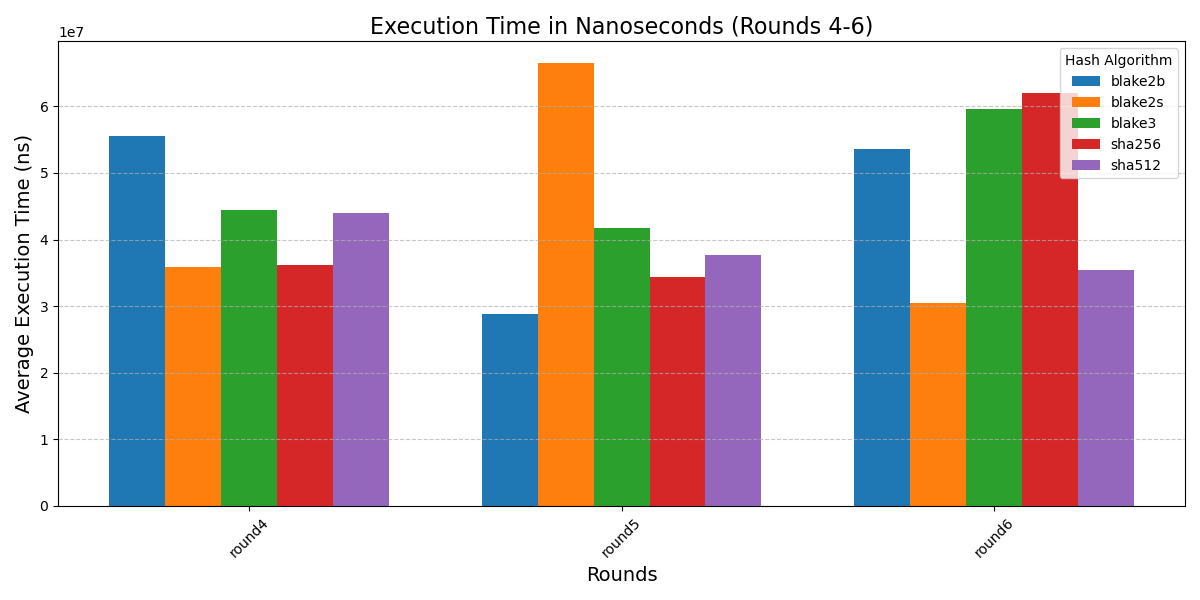 Execution Time in Nanoseconds (Rounds 4-6)
1e7
Hash Algorithm
blake2b
blake2s
blake3
sha256
sha512
Average Execution Time (ns)
6
5
4
3
2
1
0
round4
round5
round6
Rounds